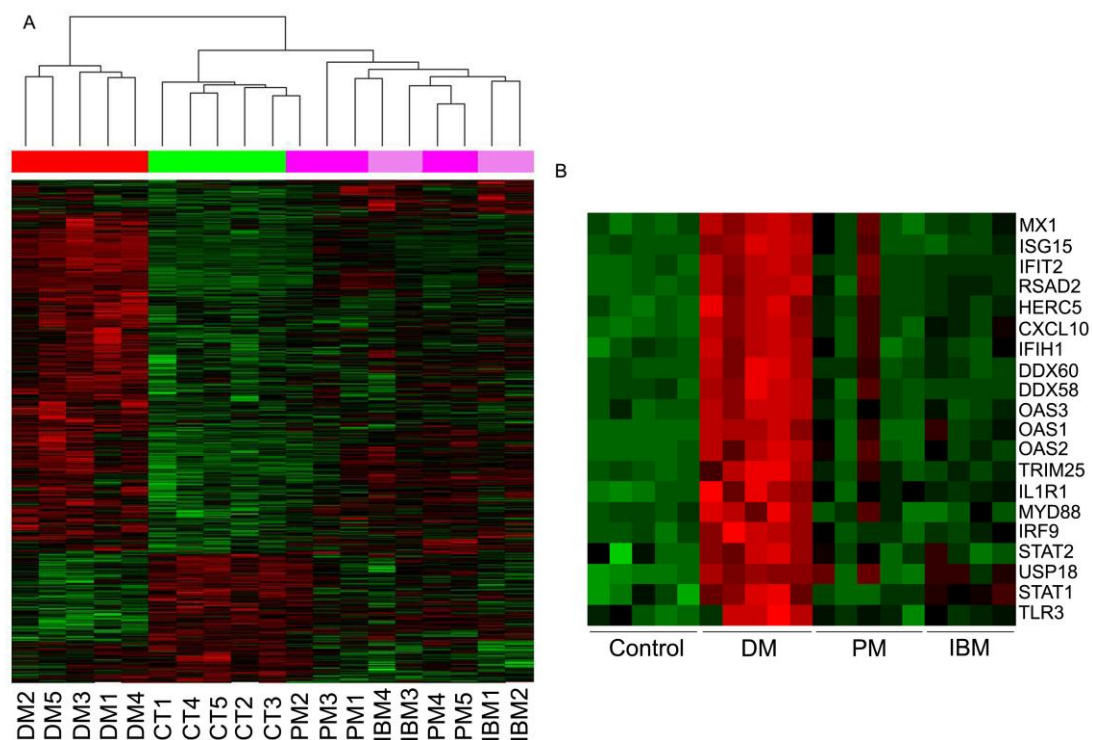 A
B
MX1
ISG15
IFIT2
RSAD2
HERC5
CXCL10
IFIH1
DDX60
DDX58
OAS3
OAS1
OAS2
TRIM25
IL1R1
MYD88
IRF9
STAT2
USP18
STAT1
TLR3
Control DM PM IBM
DM2 DM5 DM3 DM1 DM4 CT1 CT4 CT5 CT2 CT3 PM2 PM3 PM1 IBM4 IBM3 PM4 PM5 IBM1 IBM2